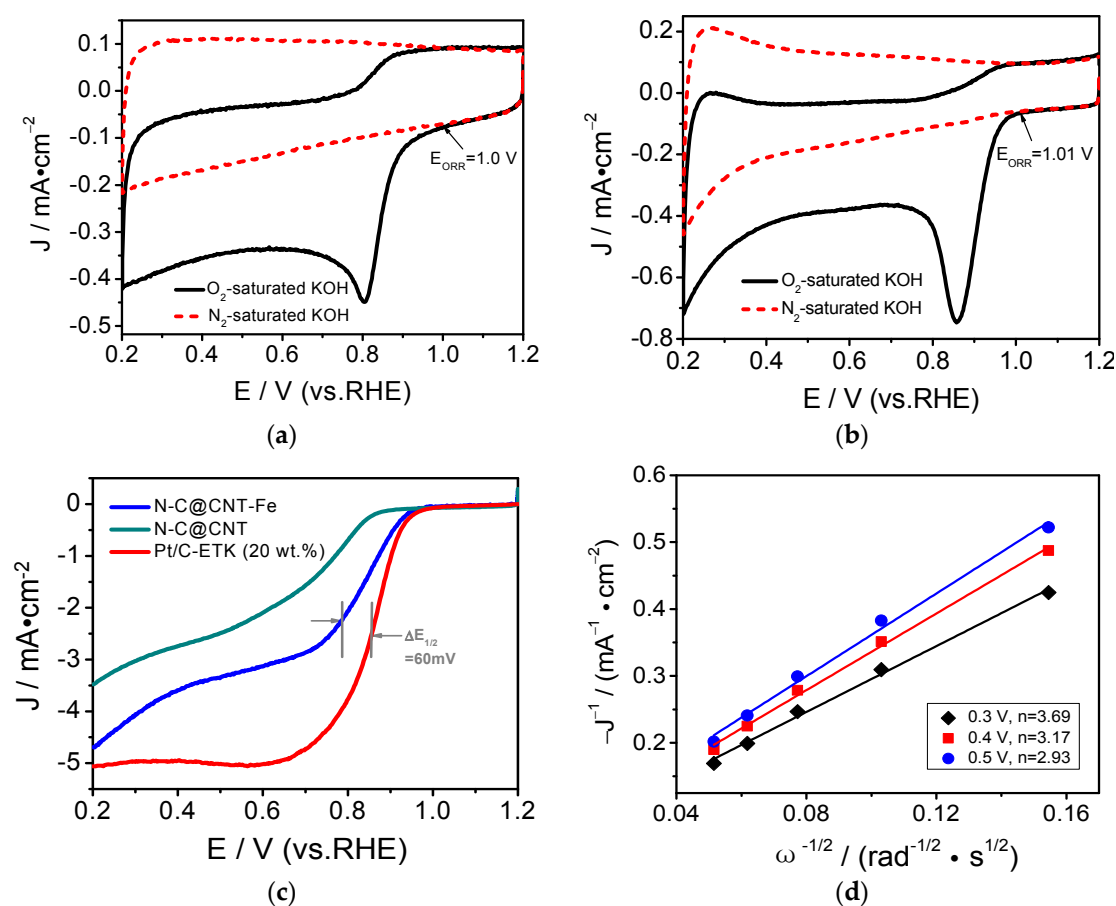 (a)
0.1
0.0
-0.1
-0.2
-0.3
-0.4
-0.5
J / mA•cm⁻²
E_ORR=1.0 V
O₂-saturated KOH
N₂-saturated KOH
0.2 0.4 0.6 0.8 1.0 1.2
E / V (vs.RHE)
(a)
0.2
0.0
-0.2
-0.4
-0.6
-0.8
J / mA•cm⁻²
E_ORR=1.01 V
O₂-saturated KOH
N₂-saturated KOH
0.2 0.4 0.6 0.8 1.0 1.2
E / V (vs.RHE)
(b)
0
-1
-2
-3
-4
-5
J / mA•cm⁻²
N-C@CNT-Fe
N-C@CNT
Pt/C-ETK (20 wt.%)
ΔE₁/₂
=60mV
0.2 0.4 0.6 0.8 1.0 1.2
E / V (vs.RHE)
(c)
0.6
0.5
0.4
0.3
0.2
–J⁻¹ / (mA⁻¹ • cm⁻²)
0.3 V, n=3.69
0.4 V, n=3.17
0.5 V, n=2.93
0.04 0.08 0.12 0.16
ω⁻¹/² / (rad⁻¹/² • s¹/²)
(d)